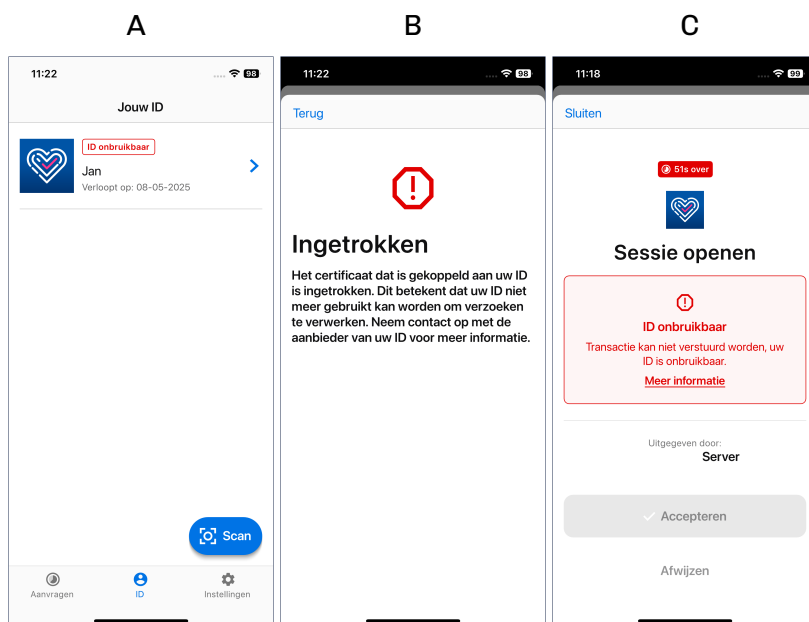 A
B
C
11:22
98
Jouw ID
ID onbruikbaar
Jan
Verloopt op: 08-05-2025
Scan
Aanvragen
ID
Instellingen
11:22
98
Terug
Ingetrokken
Het certificaat dat is gekoppeld aan uw ID
is ingetrokken. Dit betekent dat uw ID niet
meer gebruikt kan worden om verzoeken
te verwerken. Neem contact op met de
aanbieder van uw ID voor meer informatie.
11:18
99
Sluiten
51s over
Sessie openen
ID onbruikbaar
Transactie kan niet verstuurd worden, uw
ID is onbruikbaar.
Meer informatie
Uitgegeven door:
Server
Accepteren
Afwijzen